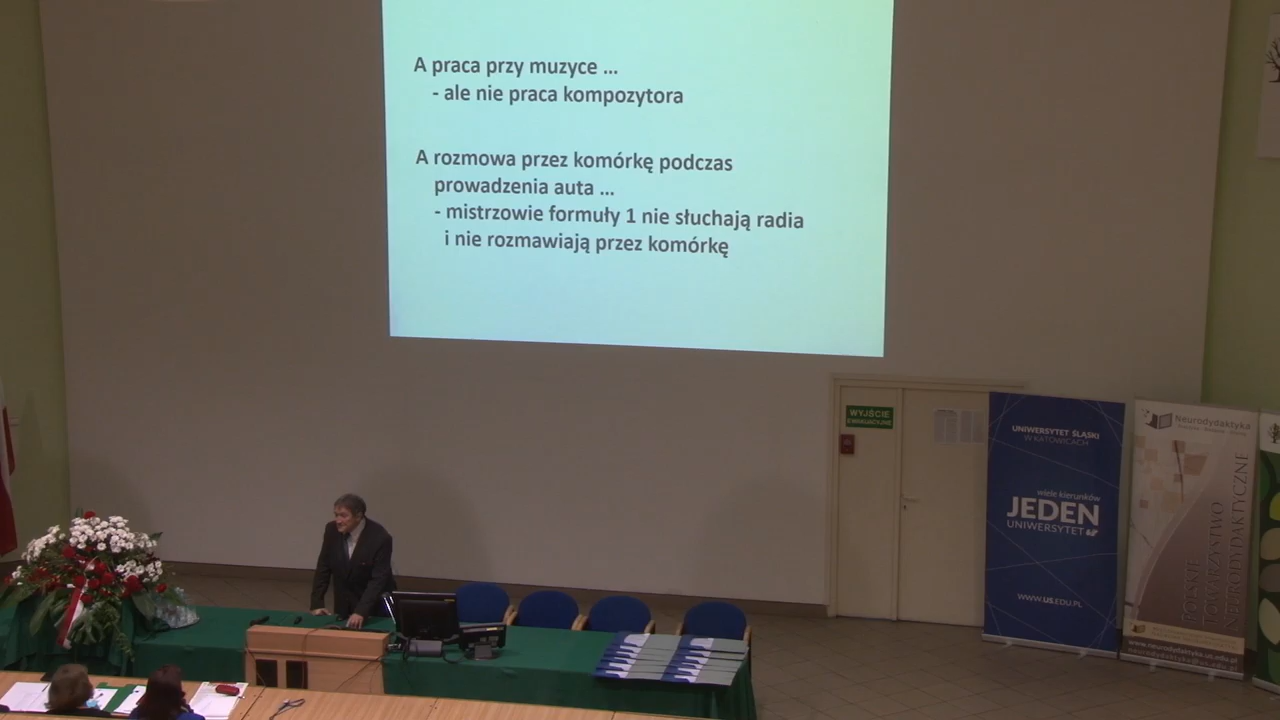 A praca przy muzyce ...
- ale nie praca kompozytora
A rozmowa przez komórkę podczas
prowadzenia auta ...
- mistrzowie formuły 1 nie słuchają radia
i nie rozmawiają przez komórkę
WYJŚCIE
EWAKUACYJNE
UNIWERSYTET ŚLĄSKI
W KATOWICACH
wiele kierunków
JEDEN
UNIWERSYTET
WWW.US.EDU.PL
Neurodydaktyka
POLSKIE
TOWARZYSTWO
NEURODYDAKTYCZNE